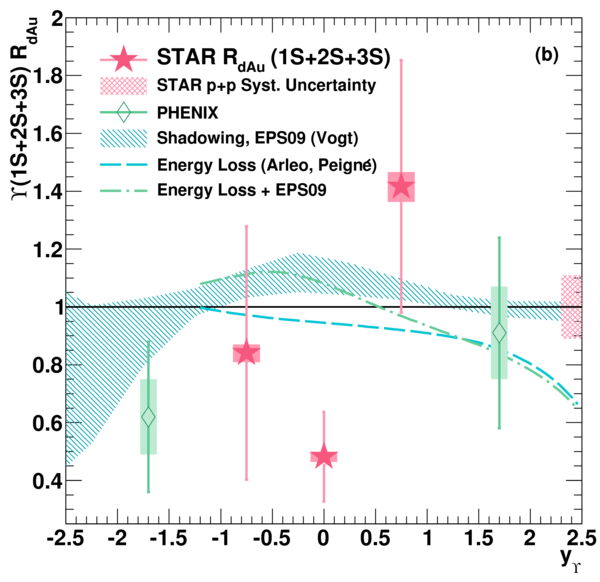 2
1.8
1.6
1.4
1.2
1
0.8
0.6
0.4
ϒ(1S+2S+3S) R_dAu
(b)
STAR R_dAu (1S+2S+3S)
STAR p+p Syst. Uncertainty
PHENIX
Shadowing, EPS09 (Vogt)
Energy Loss (Arleo, Peigné)
Energy Loss + EPS09
-2.5 -2 -1.5 -1 -0.5 0 0.5 1 1.5 2 2.5
y_ϒ